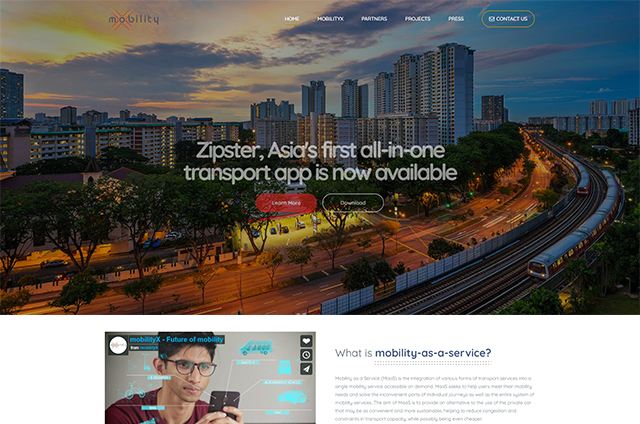 mobility
HOME MOBILITYX PARTNERS PROJECTS PRESS CONTACT US
Zipster, Asia's first all-in-one
transport app is now available
Learn More Download
mobilityX - Future of mobility
from mobilityX
What is mobility-as-a-service?
Mobility as a Service (MaaS) is the integration of various forms of transport services into a
single mobility service accessible on demand. MaaS seeks to help users meet their mobility
needs and solve the inconvenient parts of individual journeys as well as the entire system of
mobility services. The aim of MaaS is to provide an alternative to the use of the private car
that may be as convenient and more sustainable, helping to reduce congestion and
constraints in transport capacity, while possibly being even cheaper.